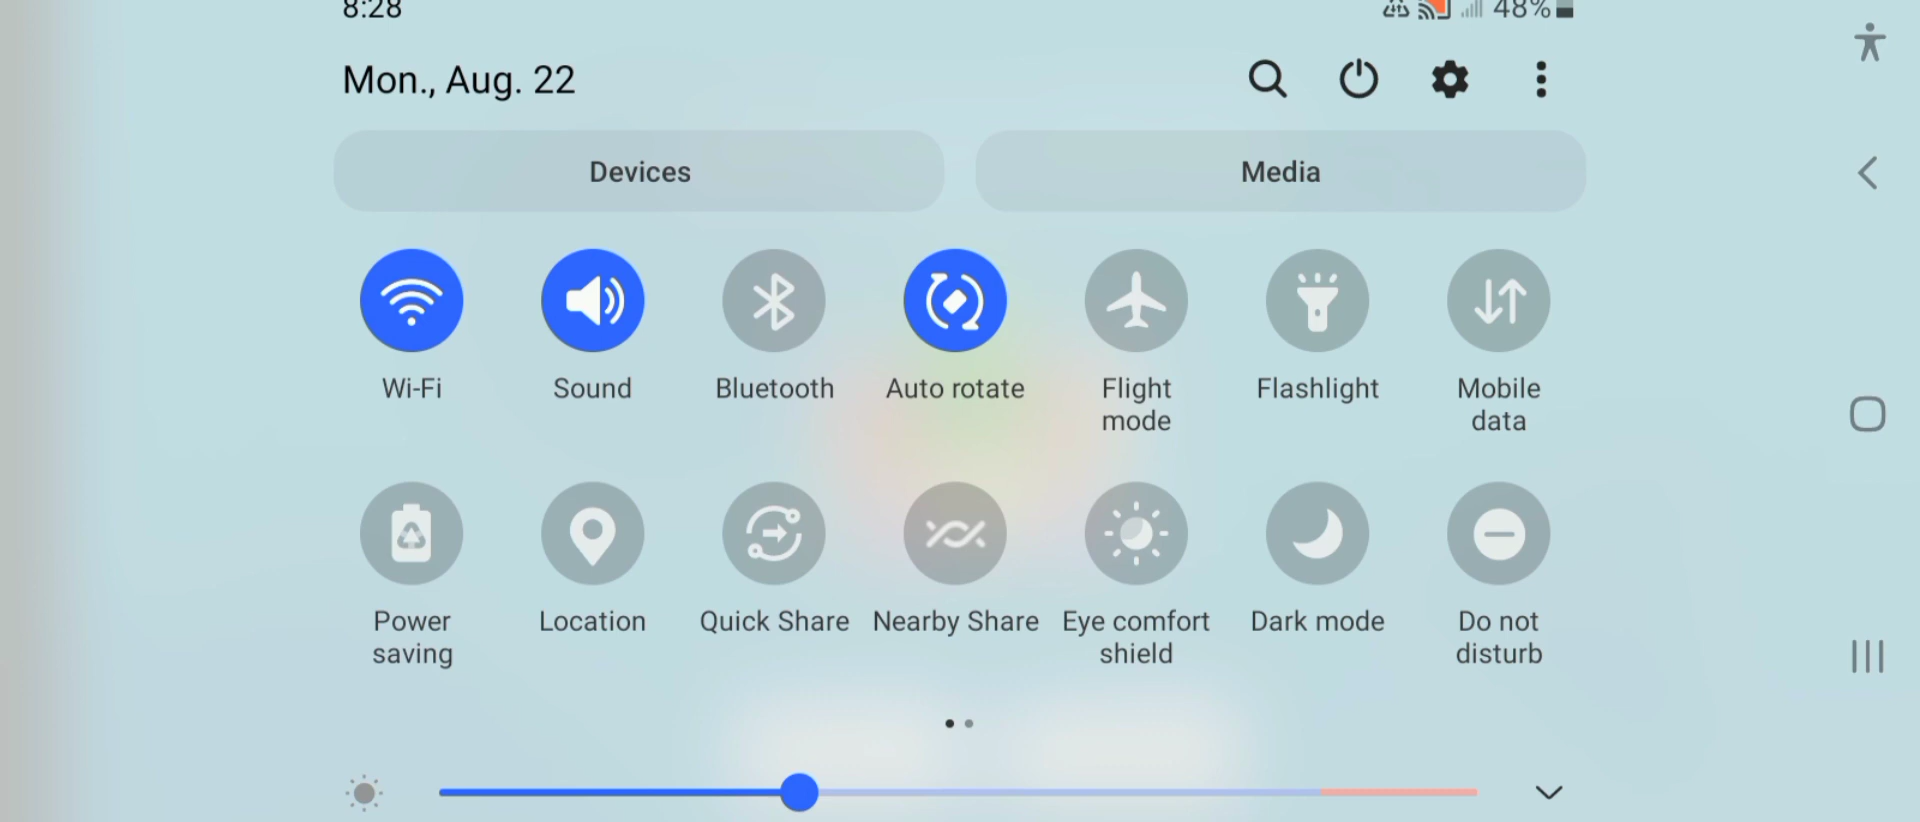 8:28
48%
Mon., Aug. 22
Devices
Media
Wi-Fi
Sound
Bluetooth
Auto rotate
Flight
mode
Flashlight
Mobile
data
Power
saving
Location
Quick Share
Nearby Share
Eye comfort
shield
Dark mode
Do not
disturb